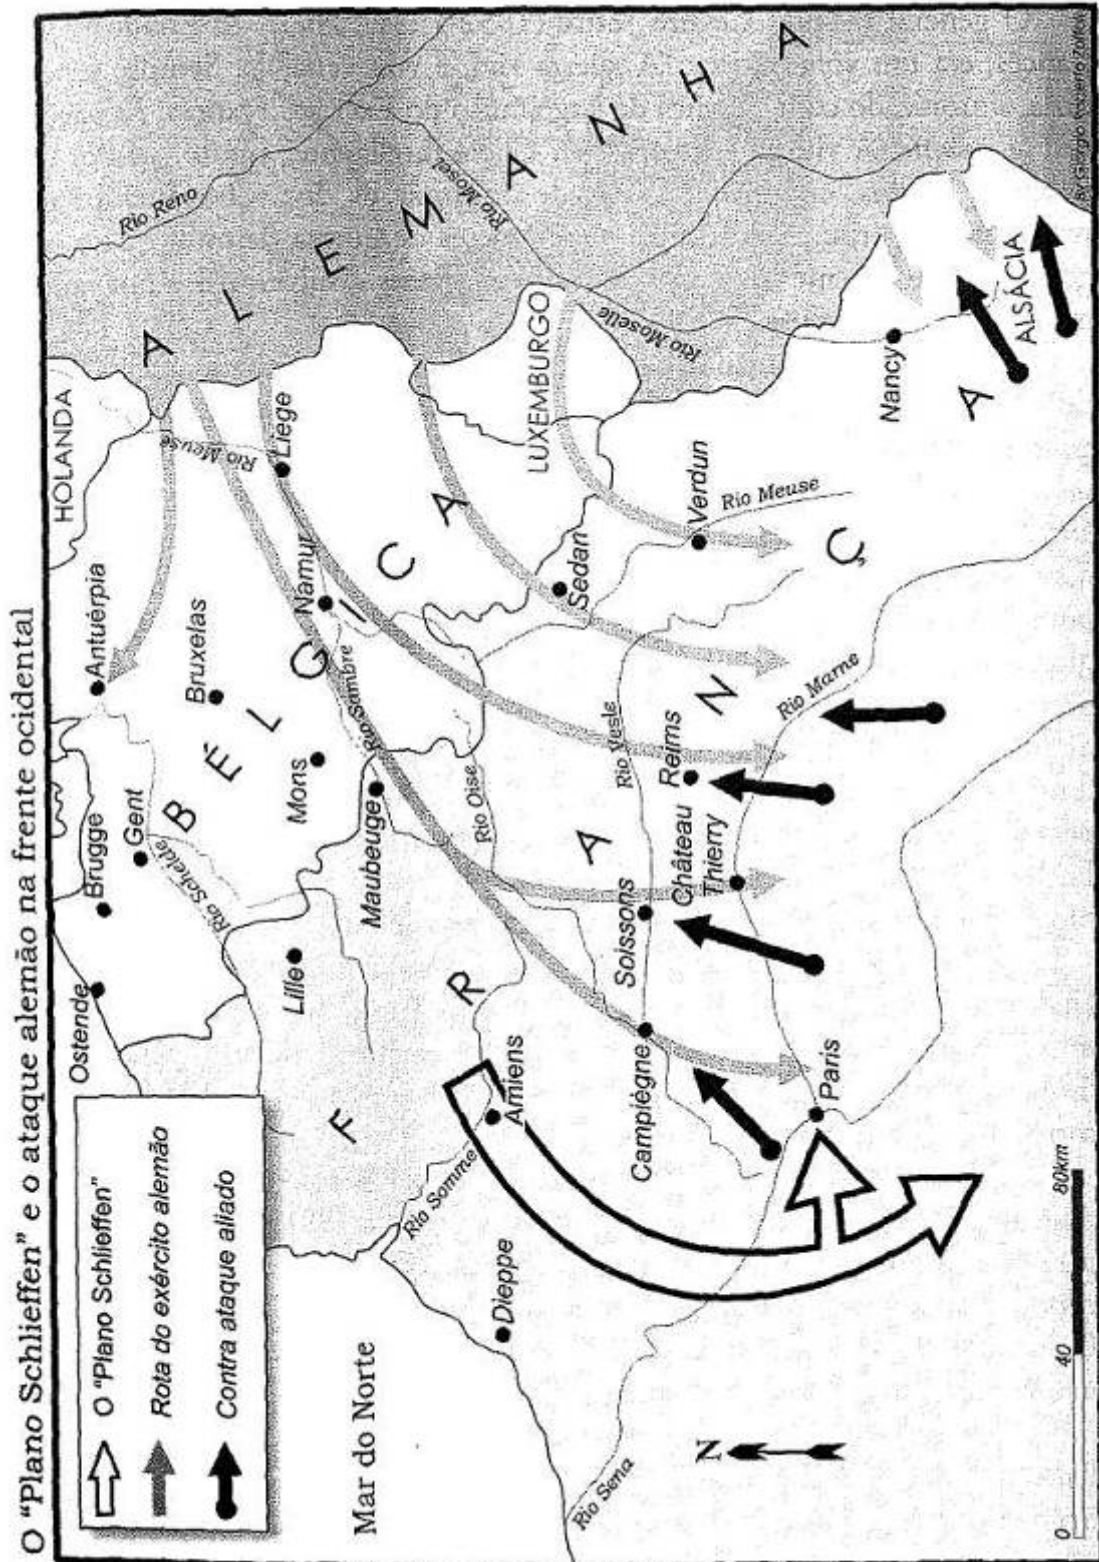 O "Plano Schlieffen" e o ataque alemão na frente ocidental
O "Plano Schlieffen"
Rota do exército alemão
Contra ataque aliado
Mar do Norte
HOLANDA
ALEMANHA
BÉLGICA
FRANÇA
LUXEMBURGO
ALSÁCIA
Ostende
Brugge
Gent
Antuérpia
Bruxelas
Lille
Mons
Namur
Liege
Maubeuge
Dieppe
Amiens
Sedan
Campiègne
Soissons
Reims
Château
Thierry
Verdun
Nancy
Paris
Rio Reno
Rio Mosel
Rio Moselle
Rio Meuse
Rio Meuse
Rio Schelde
Rio Sambre
Rio Oise
Rio Somme
Rio Vesle
Rio Marne
Rio Sena
N
0
40
80km